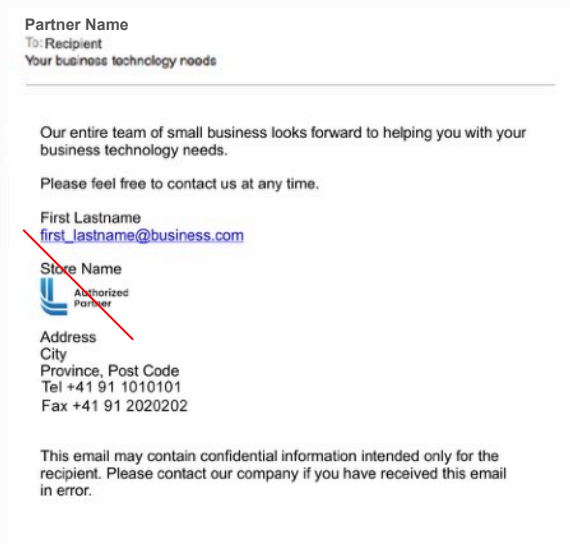 Partner Name
To: Recipient
Your business technology needs
Our entire team of small business looks forward to helping you with your
business technology needs.
Please feel free to contact us at any time.
First Lastname
first_lastname@business.com
Store Name
Authorized
Partner
Address
City
Province, Post Code
Tel +41 91 1010101
Fax +41 91 2020202
This email may contain confidential information intended only for the
recipient. Please contact our company if you have received this email
in error.